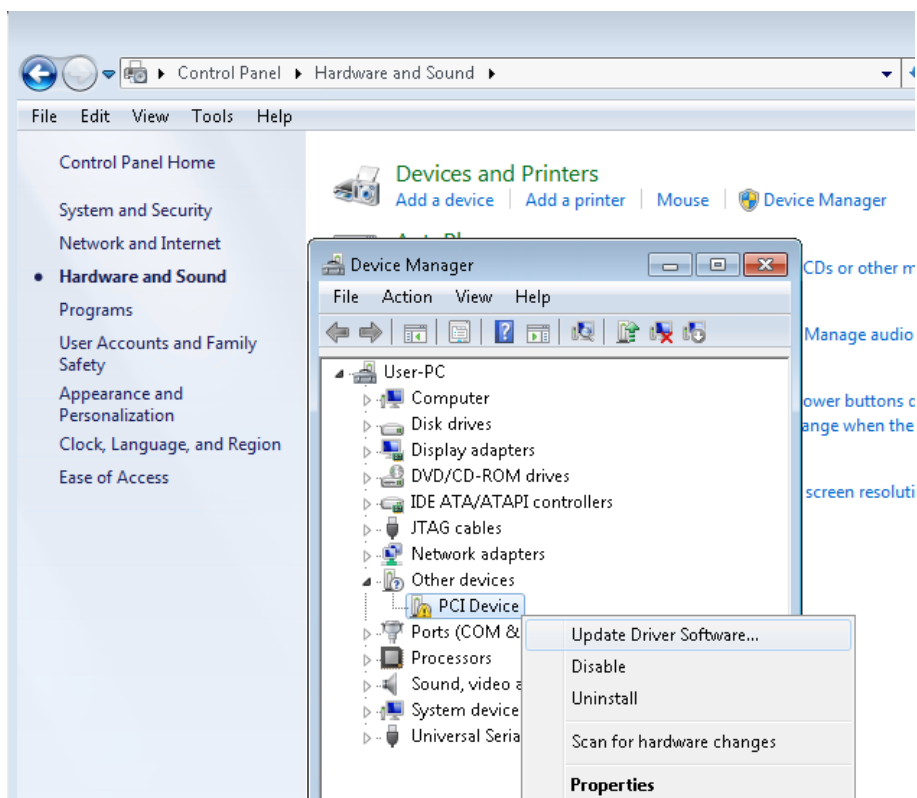 Control Panel Hardware and Sound
File Edit View Tools Help
Control Panel Home
System and Security
Network and Internet
Hardware and Sound
Programs
User Accounts and Family
Safety
Appearance and
Personalization
Clock, Language, and Region
Ease of Access
Devices and Printers
Add a device Add a printer Mouse Device Manager
CDs or other
Manage audio
ower buttons
ange when the
screen resoluti
Device Manager
File Action View Help
User-PC
Computer
Disk drives
Display adapters
DVD/CD-ROM drives
IDE ATA/ATAPI controllers
JTAG cables
Network adapters
Other devices
PCI Device
Ports (COM &
Processors
Sound, video a
System device
Universal Seria
Update Driver Software...
Disable
Uninstall
Scan for hardware changes
Properties